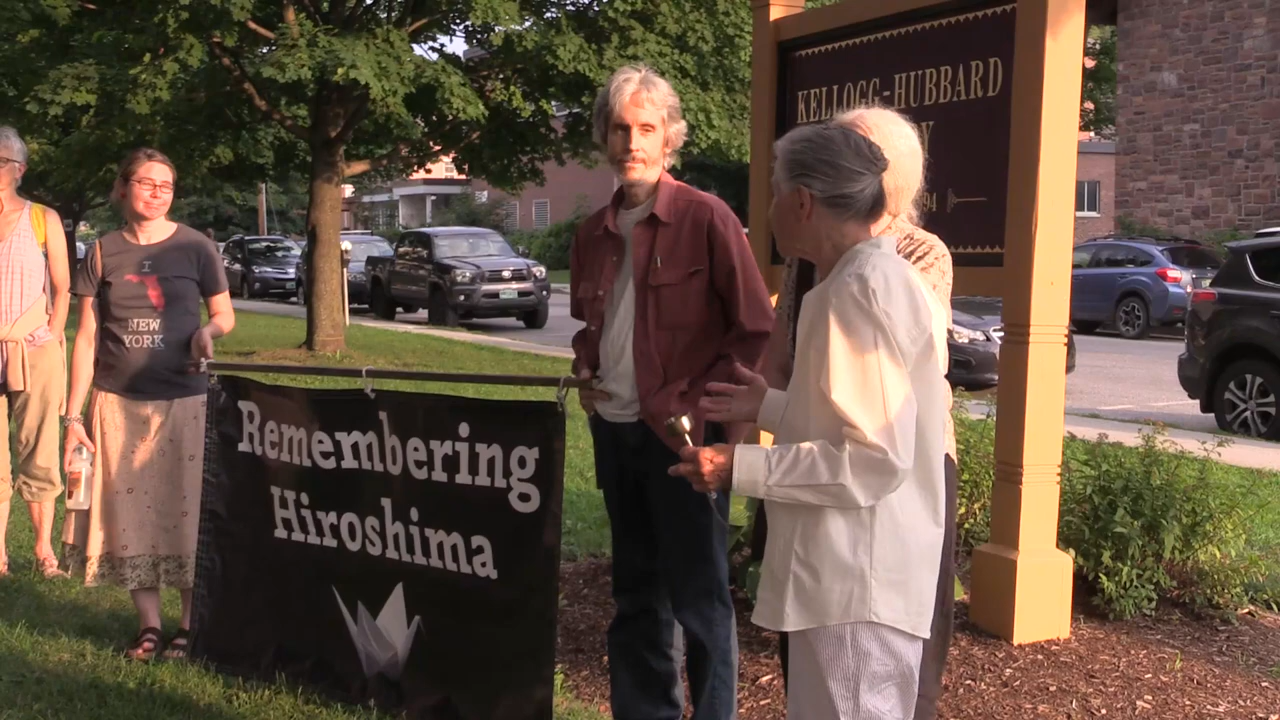 KELLOGG-HUBBARD
I
NEW
YORK
Remembering
Hiroshima